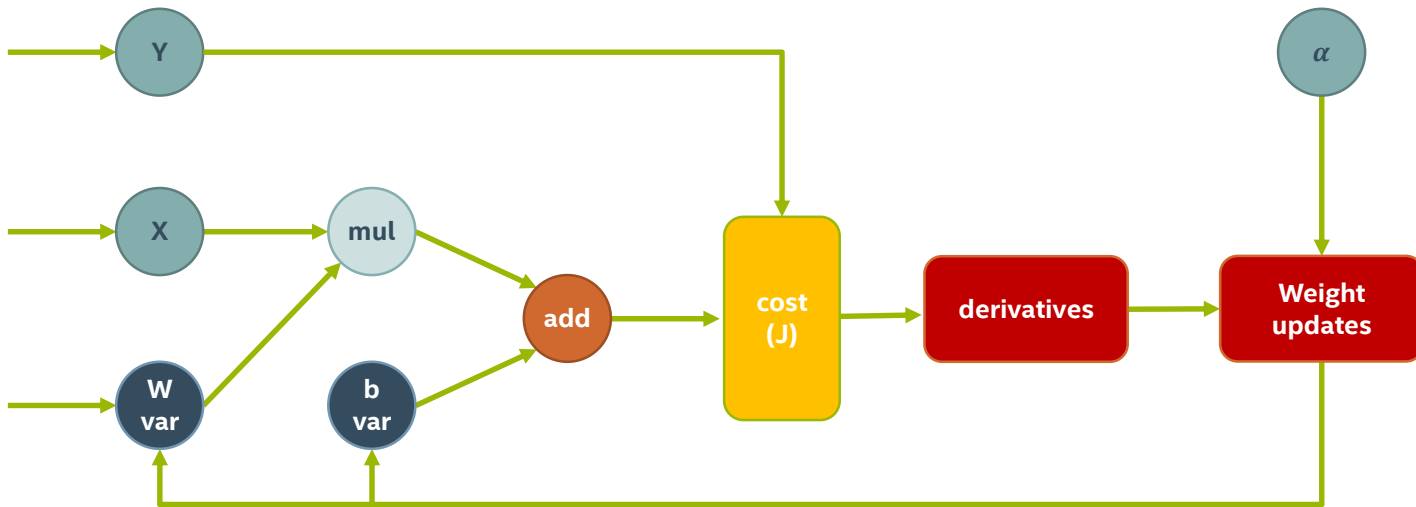 Y
α
X
mul
add
cost
(J)
derivatives
Weight
updates
W
var
b
var